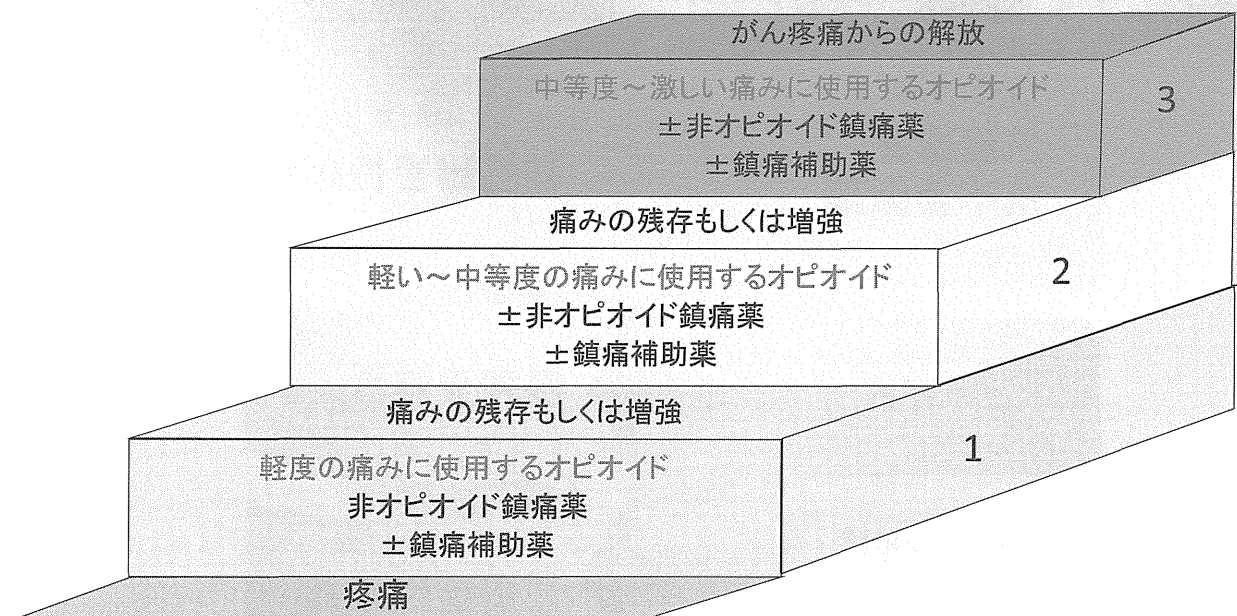 がん疼痛からの解放
中等度～激しい痛みに使用するオピオイド
±非オピオイド鎮痛薬
±鎮痛補助薬
3
痛みの残存もしくは増強
軽い～中等度の痛みに使用するオピオイド
±非オピオイド鎮痛薬
±鎮痛補助薬
2
痛みの残存もしくは増強
軽度の痛みに使用するオピオイド
非オピオイド鎮痛薬
±鎮痛補助薬
1
疼痛